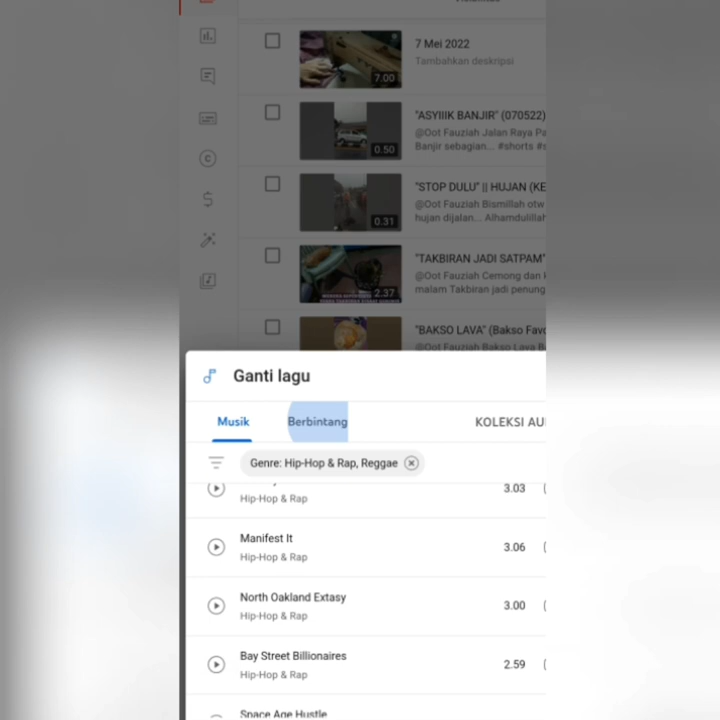 7 Mei 2022
Tambahkan deskripsi
7.00
"ASYIIIK BANJIR" (070522)
@Oot Fauziah Jalan Raya Pa
Banjir sebagian... #shorts #s
0.50
"STOP DULU" || HUJAN (KE
@Oot Fauziah Bismillah otw
hujan dijalan... Alhamdulillah
0.31
"TAKBIRAN JADI SATPAM"
@Oot Fauziah Cemong dan k
malam Takbiran jadi penung
2.37
"BAKSO LAVA" (Bakso Favo
@Oot Fauziah Bakso Lava B
Ganti lagu
Musik
Berbintang
KOLEKSI AU
Genre: Hip-Hop & Rap, Reggae
3.03
Hip-Hop & Rap
Manifest It
3.06
Hip-Hop & Rap
North Oakland Extasy
3.00
Hip-Hop & Rap
Bay Street Billionaires
2.59
Hip-Hop & Rap
Space Age Hustle